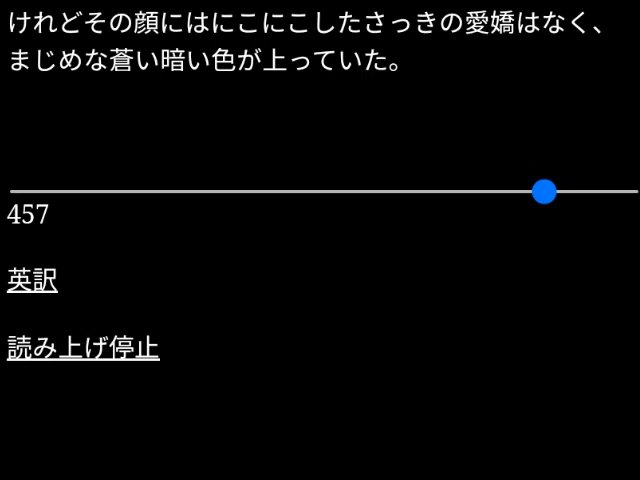 けれどその顔にはにこにこしたさっきの愛嬌はなく、
まじめな蒼い暗い色が上っていた。
457
英訳
読み上げ停止